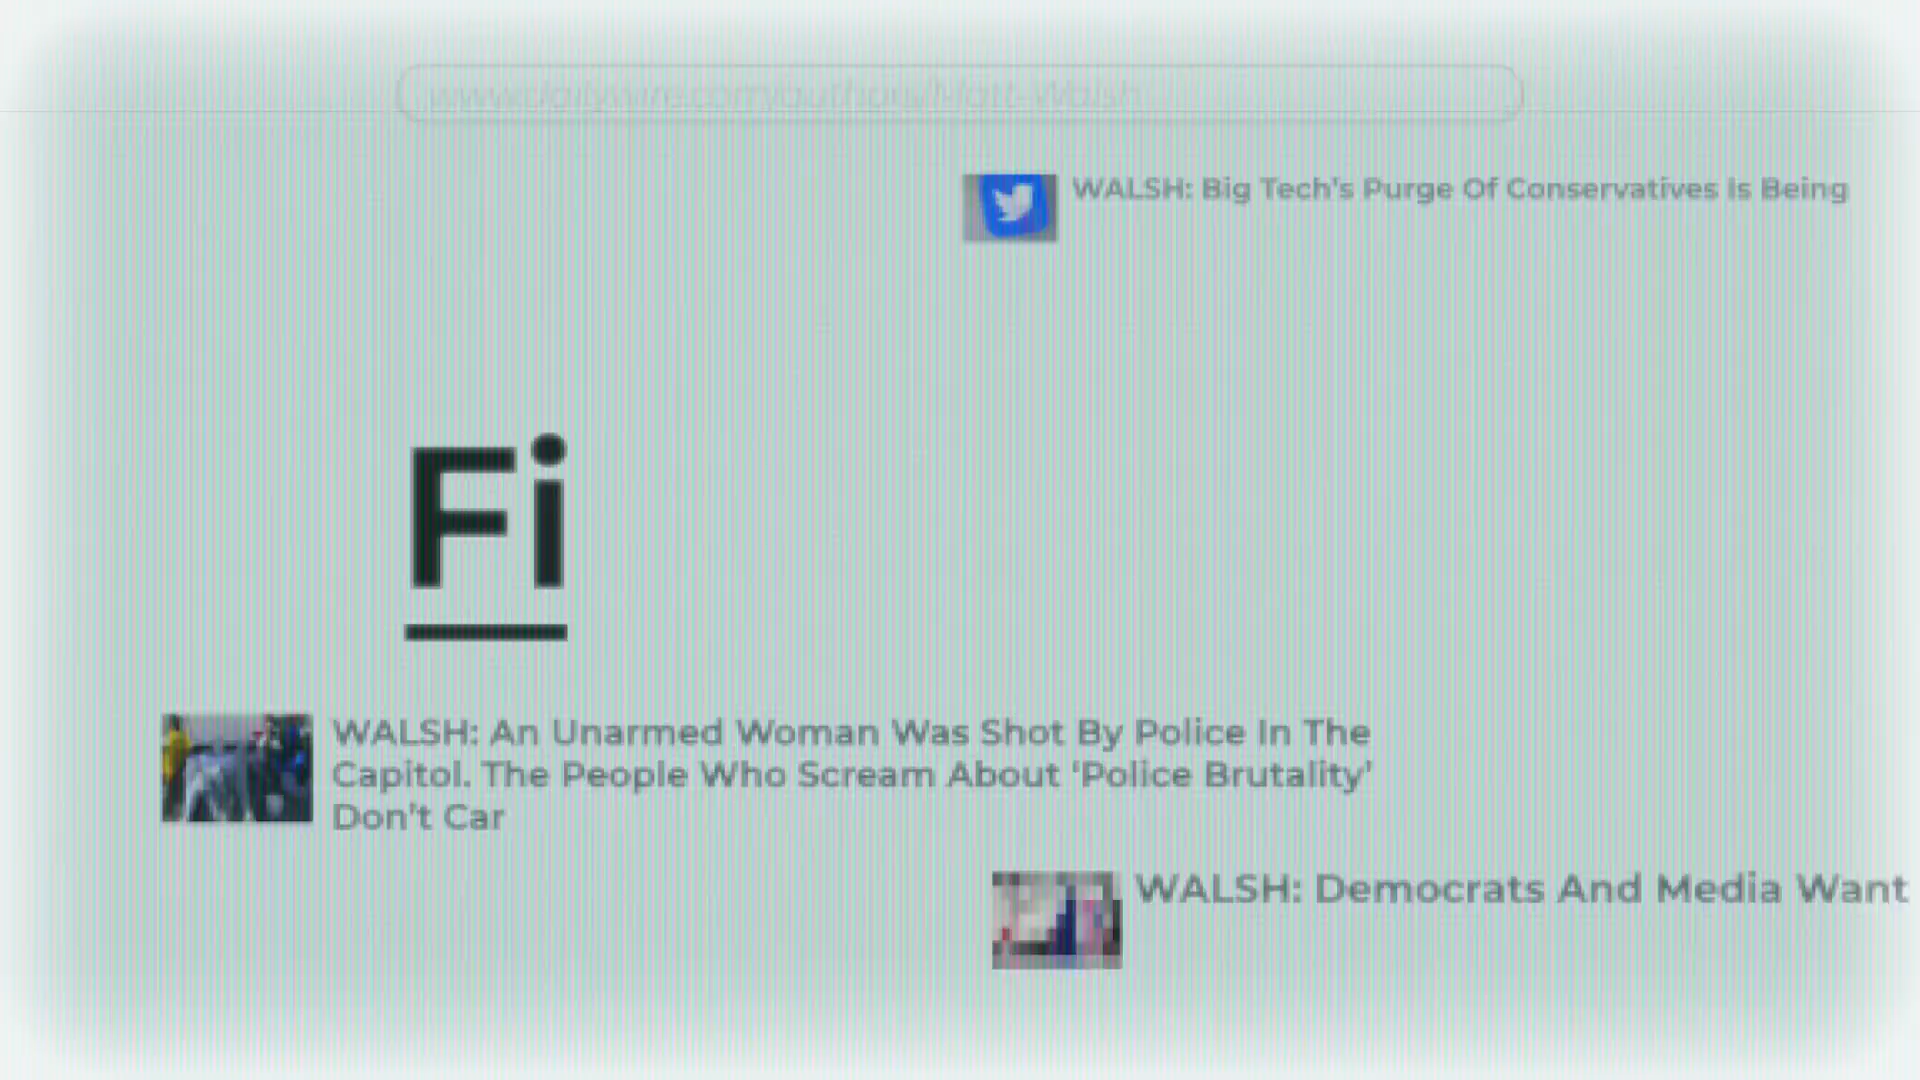 WALSH: Big Tech's Purge Of Conservatives Is Being
Fi
WALSH: An Unarmed Woman Was Shot By Police In The
Capitol. The People Who Scream About ‘Police Brutality’
Don't Car
WALSH: Democrats And Media Want